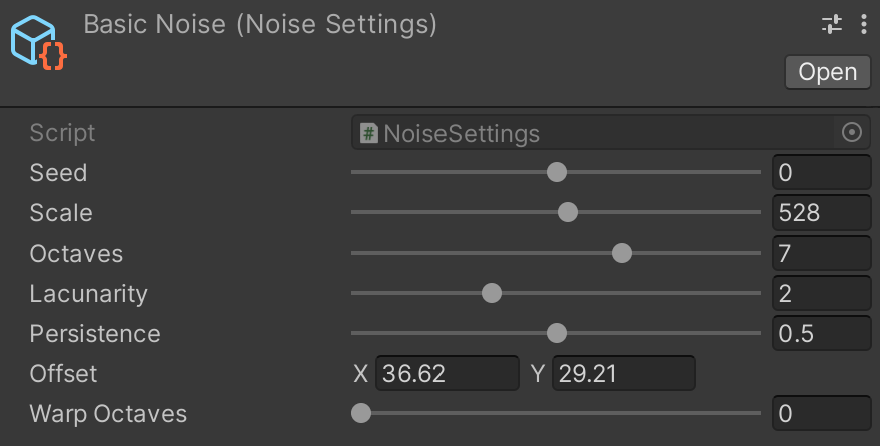 Basic Noise (Noise Settings)
Open
Script NoiseSettings
Seed 0
Scale 528
Octaves 7
Lacunarity 2
Persistence 0.5
Offset X 36.62 Y 29.21
Warp Octaves 0